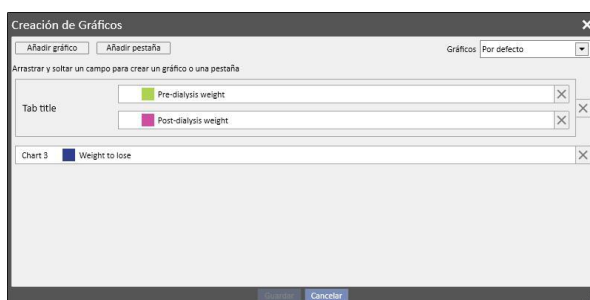 Creación de Gráficos
Añadir gráfico Añadir pestaña Gráficos Por defecto
Arrastrar y soltar un campo para crear un gráfico o una pestaña
Pre-dialysis weight
Tab title
Post-dialysis weight
Chart 3 Weight to lose
Guardar Cancelar